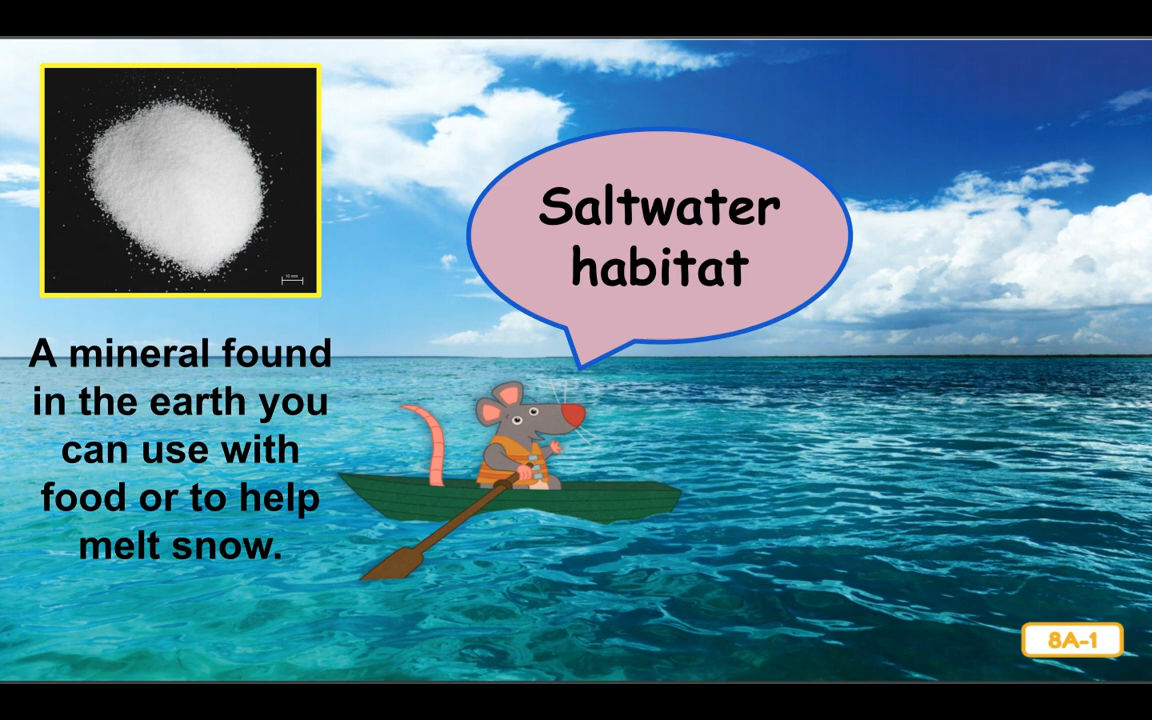 Saltwater
habitat
A mineral found
in the earth you
can use with
food or to help
melt snow.
8A-1